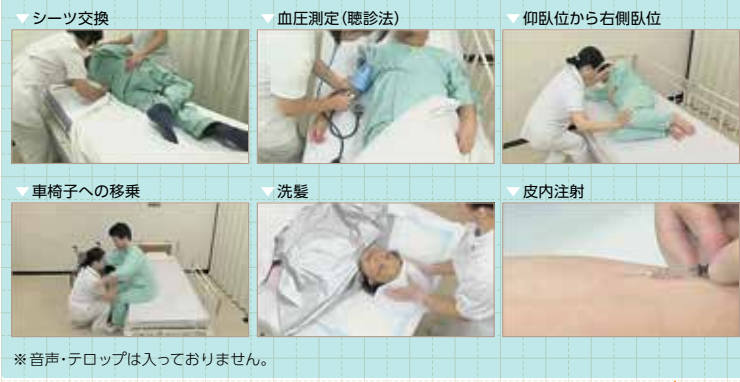 シーツ交換
血圧測定(聴診法)
仰臥位から右側臥位
車椅子への移乗
洗髪
皮内注射
※音声・テロップは入っておりません。